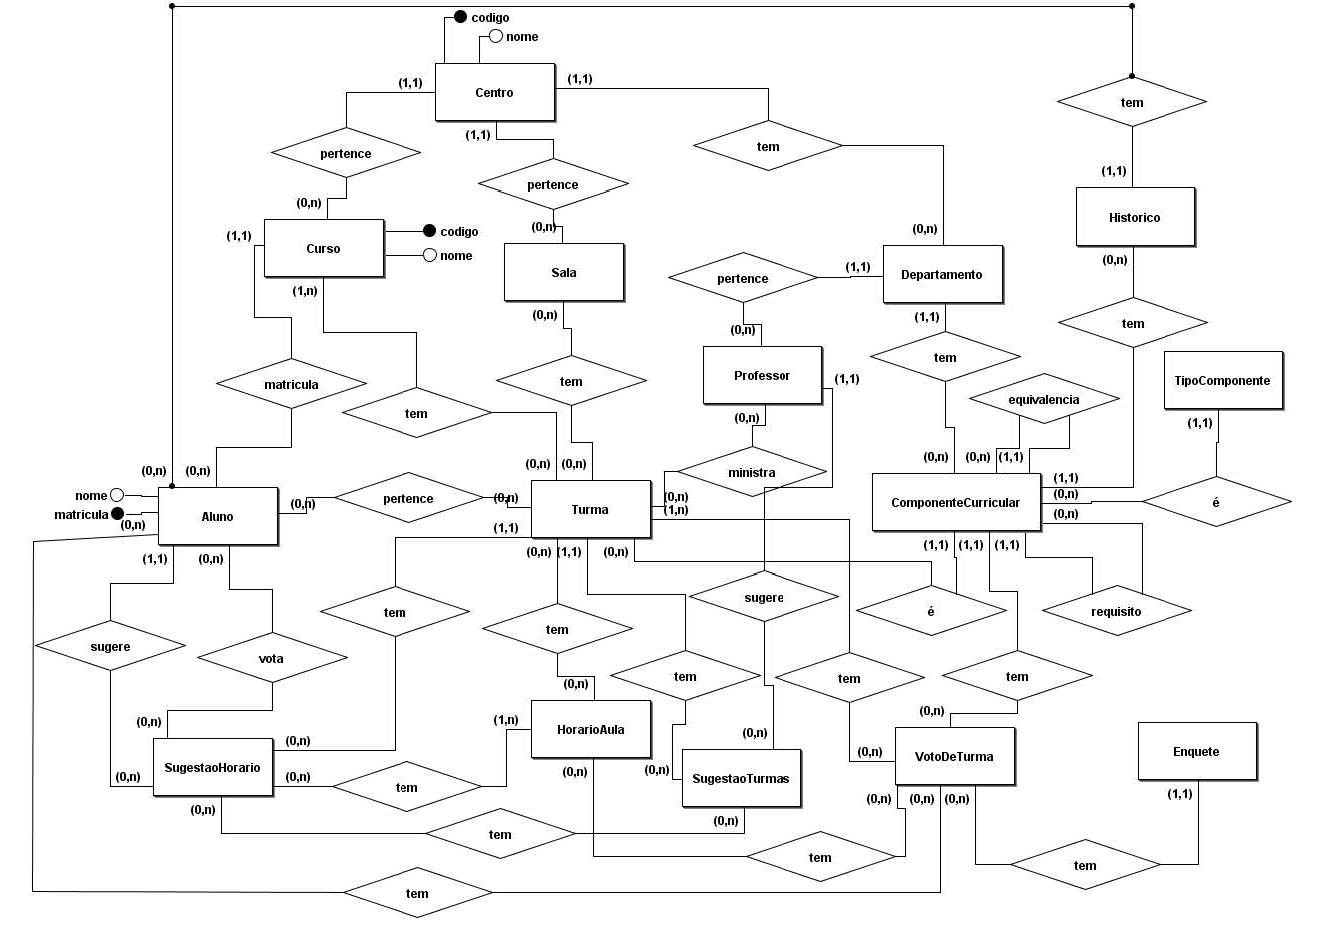 codigo
nome
(1,1)
Centro
(1,1)
(1,1)
tem
pertence
tem
(1,1)
pertence
(0,n)
(1,1)
Curso
codigo
nome
(0,n)
(0,n)
Historico
Sala
pertence
(1,1)
Departamento
(0,n)
(1,n)
(0,n)
(0,n)
(1,1)
tem
matricula
tem
tem
Professor
(1,1)
tem
equivalencia
TipoComponente
(0,n)
(1,1)
(0,n)
(0,n)
(0,n)
(0,n)
ministra
(0,n)
(0,n)
(1,1)
(1,1)
nome
matricula
(0,n)
Aluno
(0,n)
pertence
(0,n)
Turma
(0,n)
(1,n)
ComponenteCurricular
(0,n)
(0,n)
é
(1,1)
(0,n)
(1,1)
(0,n)
(1,1)
(0,n)
(1,1)
(1,1)
(1,1)
sugere
vota
tem
tem
sugere
é
requisito
tem
tem
tem
(0,n)
(0,n)
(0,n)
SugestaoHorario
(0,n)
(0,n)
tem
(1,n)
HorarioAula
(0,n)
(0,n)
(0,n)
SugestaoTurmas
(0,n)
(0,n)
VotoDeTurma
Enquete
(0,n)
(0,n)
(0,n)
(0,n)
(0,n)
(1,1)
tem
tem
tem
tem